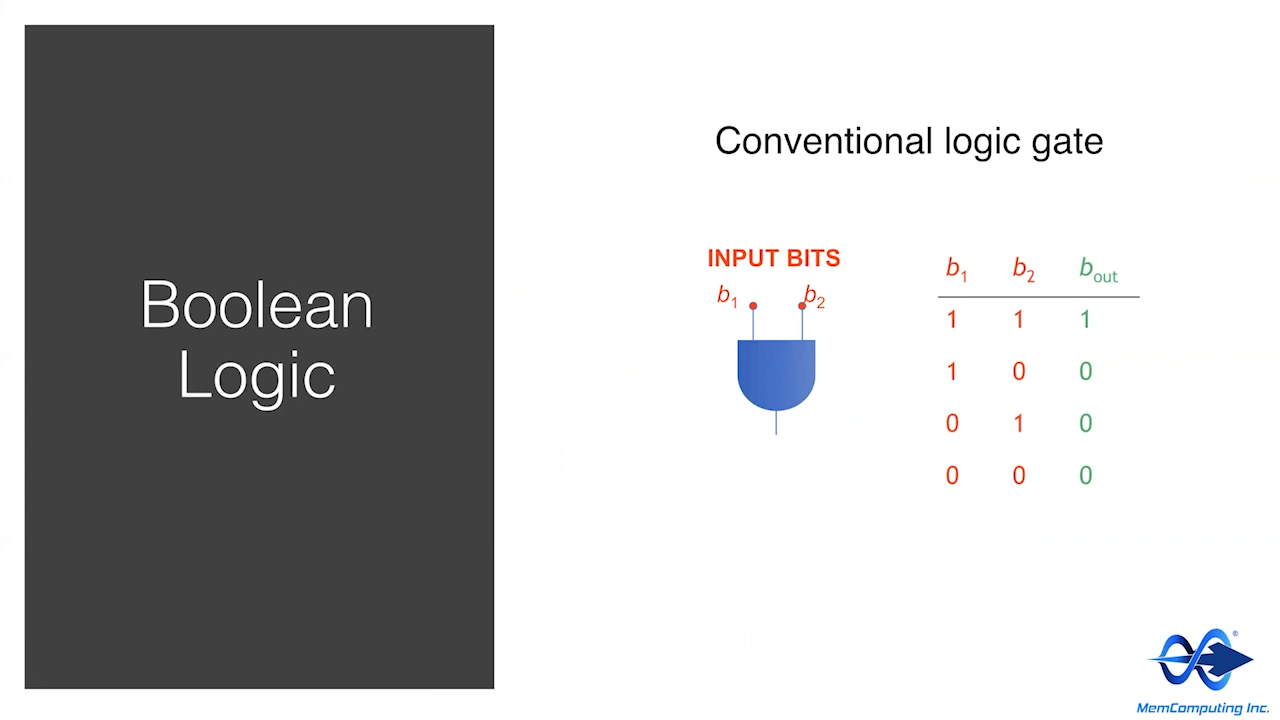 Boolean
Logic
Conventional logic gate
INPUT BITS
b₁ b₂
b₁ b₂ bout
1 1 1
1 0 0
0 1 0
0 0 0
®
MemComputing Inc.